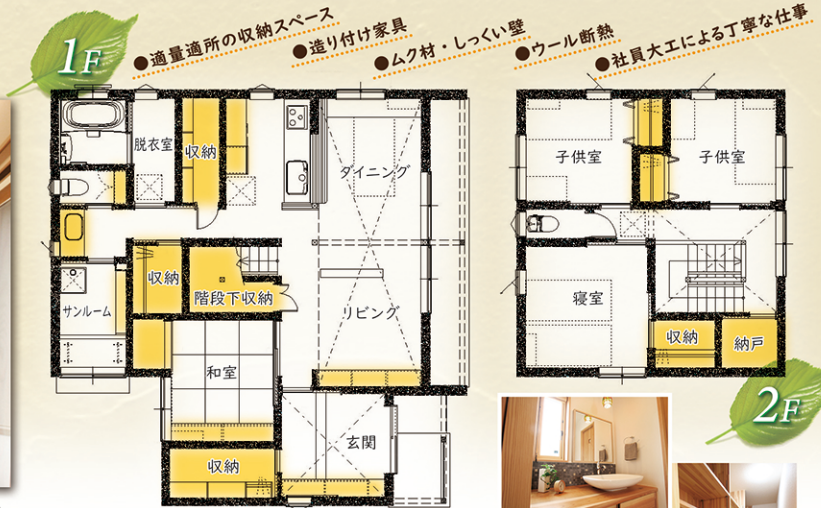 1F
●適量適所の収納スペース
●造り付け家具
●ムク材・しっくい壁
●ウール断熱
●社員大工による丁寧な仕事
脱衣室
収納
ダイニング
収納
階段下収納
サンルーム
リビング
和室
玄関
収納
子供室
子供室
寝室
収納
納戸
2F